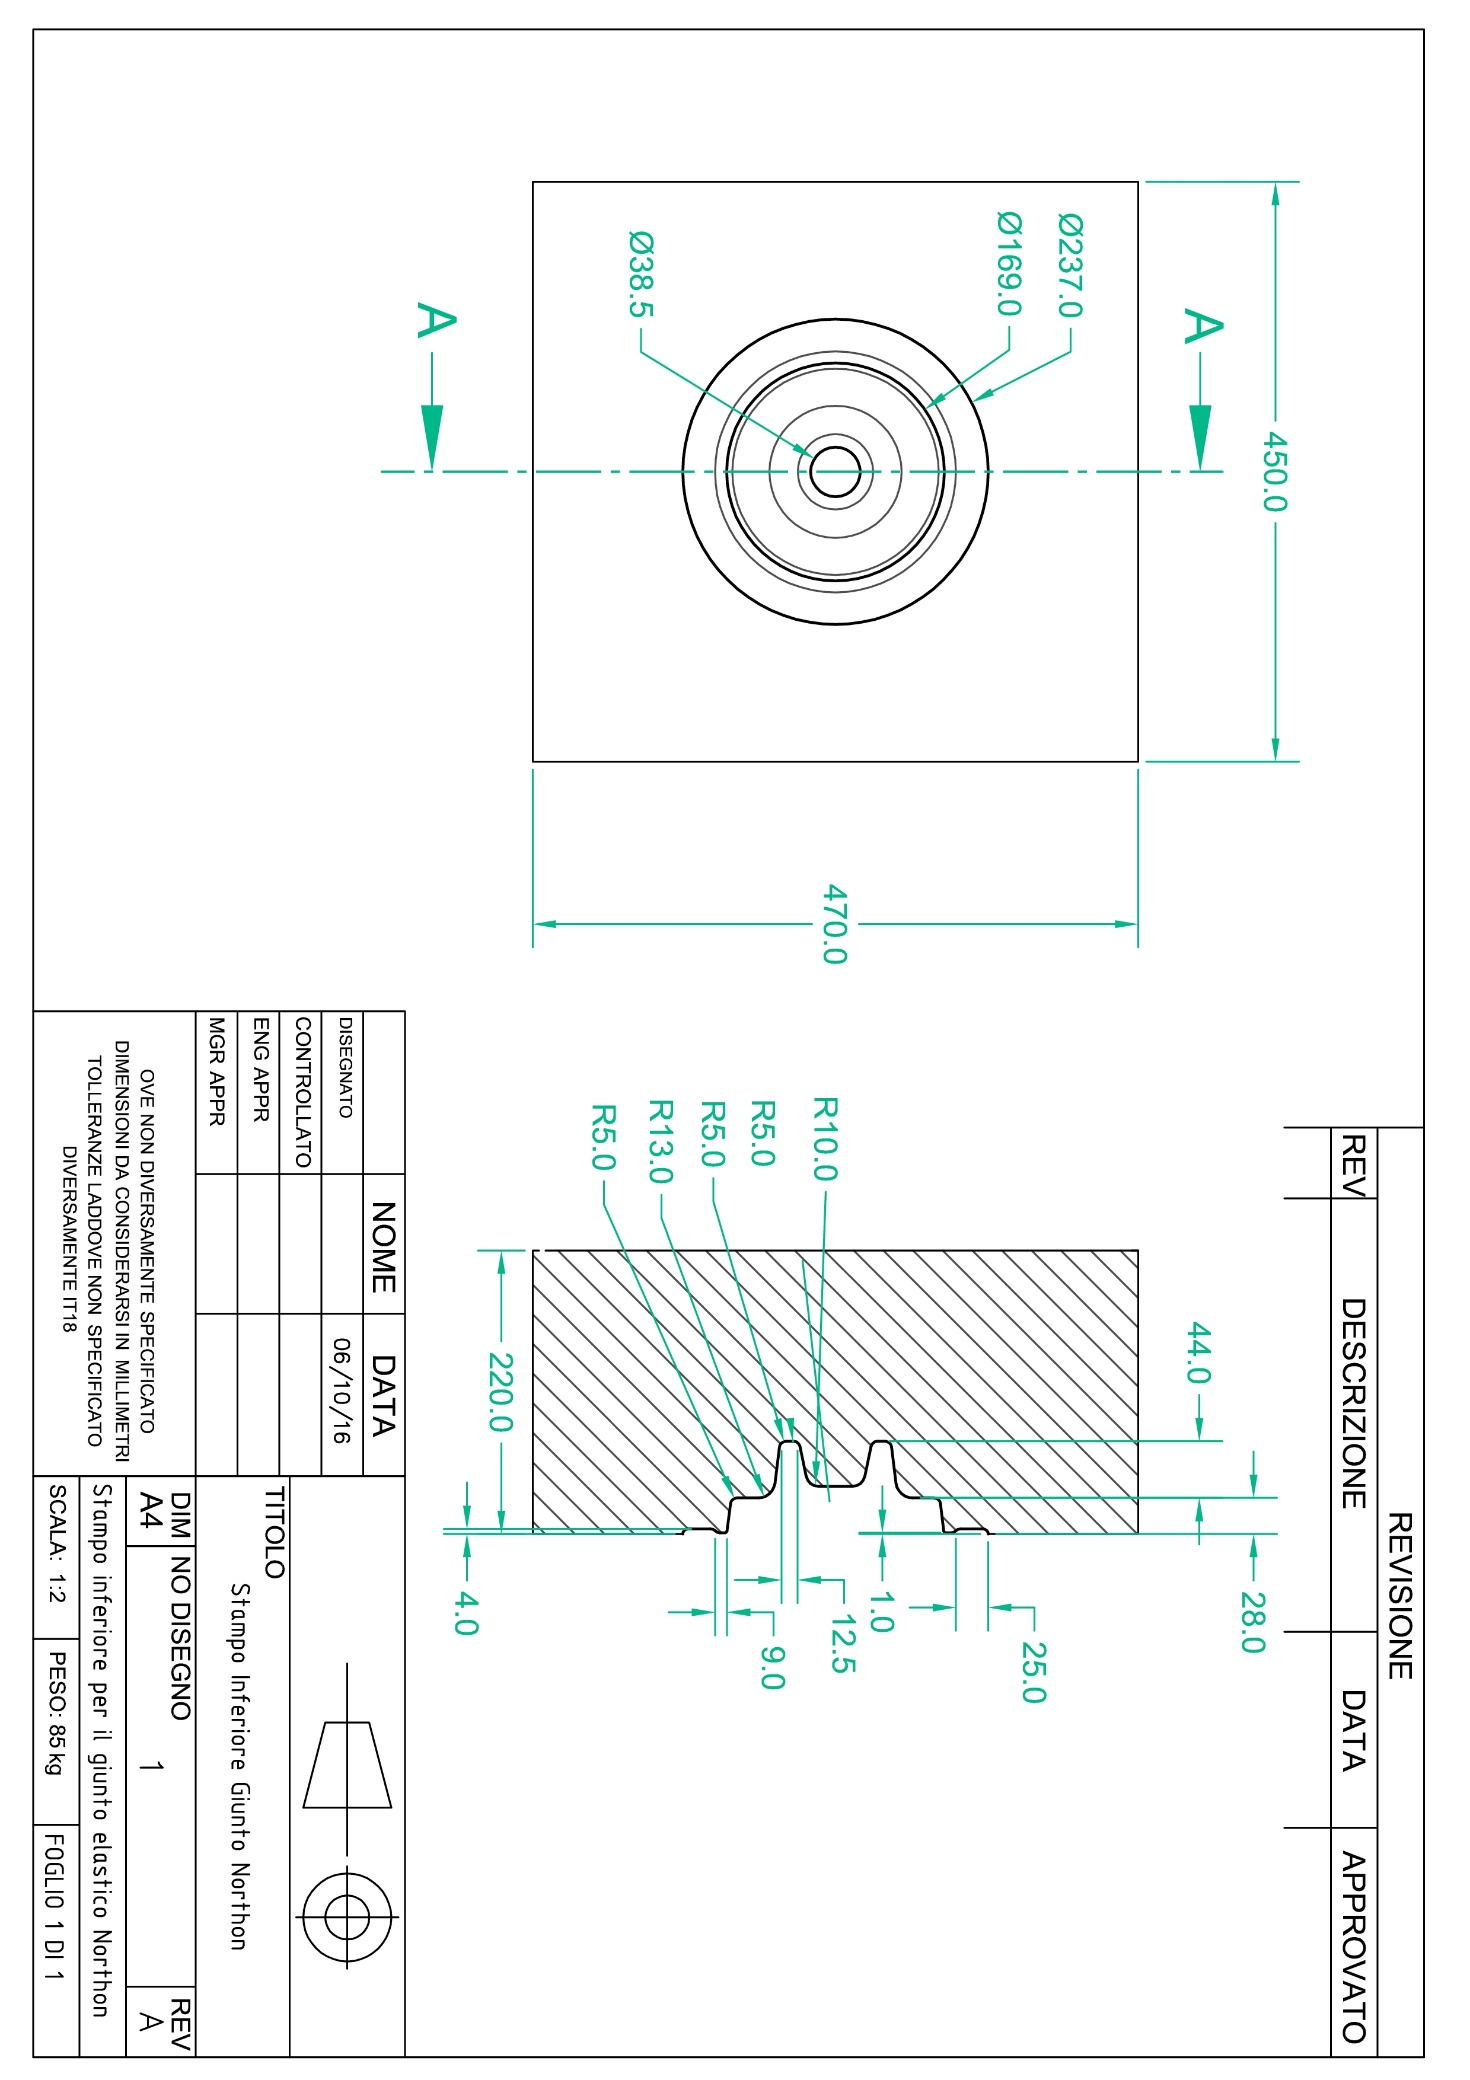 REVISIONE
REV DESCRIZIONE DATA APPROVATO
450.0
A
Ø237.0
Ø169.0
Ø38.5
A
470.0
44.0
28.0
25.0
1.0
12.5
9.0
4.0
R10.0
R5.0
R5.0
R13.0
R5.0
220.0
NOME DATA
DISEGNATO 06/10/16
CONTROLLATO
ENG APPR
MGR APPR
OVE NON DIVERSAMENTE SPECIFICATO
DIMENSIONI DA CONSIDERARSI IN MILLIMETRI
TOLLERANZE LADDOVE NON SPECIFICATO
DIVERSAMENTE IT18
TITOLO
Stampo Inferiore Giunto Northon
DIM NO DISEGNO REV
A4 1 A
Stampo inferiore per il giunto elastico Northon
SCALA: 1:2 PESO: 85 kg FOGLIO 1 DI 1